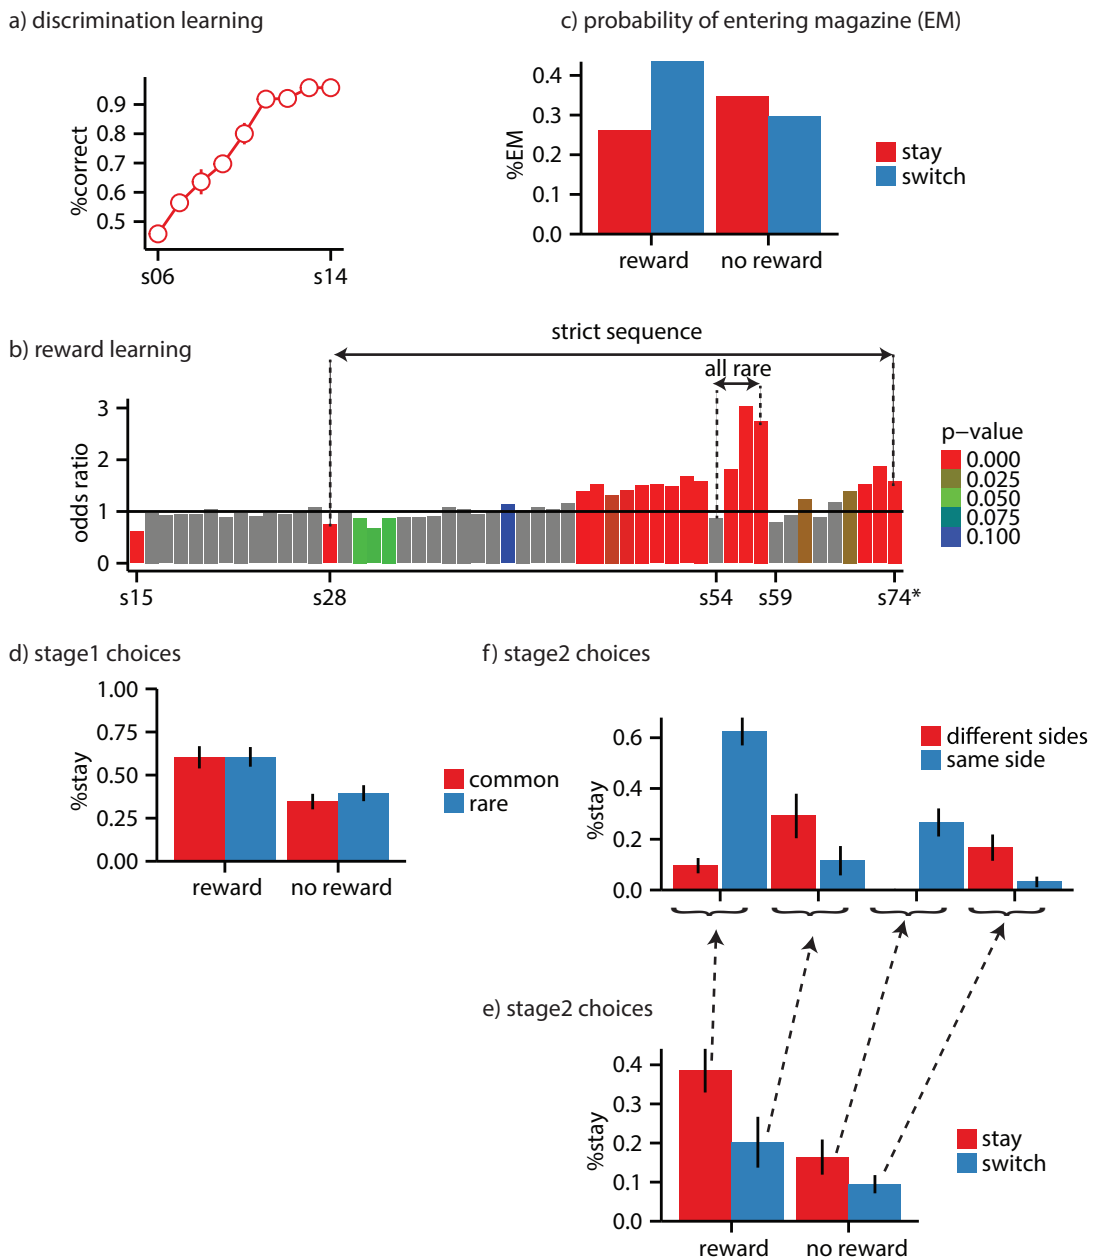 a) discrimination learning
%correct
0.9
0.8
0.7
0.6
0.5
s06
s14
c) probability of entering magazine (EM)
%EM
0.4
0.3
0.2
0.1
0.0
reward
no reward
stay
switch
b) reward learning
strict sequence
all rare
odds ratio
3
2
1
0
s15
s28
s54
s59
s74*
p−value
0.000
0.025
0.050
0.075
0.100
d) stage1 choices
%stay
1.00
0.75
0.50
0.25
0.00
reward
no reward
common
rare
f) stage2 choices
%stay
0.6
0.4
0.2
0.0
different sides
same side
e) stage2 choices
%stay
0.4
0.3
0.2
0.1
0.0
reward
no reward
stay
switch